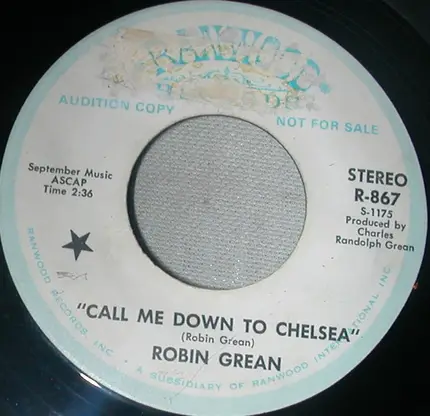 RANWOOD
AUDITION COPY
NOT FOR SALE
September Music
ASCAP
Time 2:36
STEREO
R-867
S-1175
Produced by
Charles
Randolph Grean
"CALL ME DOWN TO CHELSEA"
(Robin Grean)
ROBIN GREAN
RANWOOD RECORDS, INC. • A SUBSIDIARY OF RANWOOD INTERNATIONAL INC